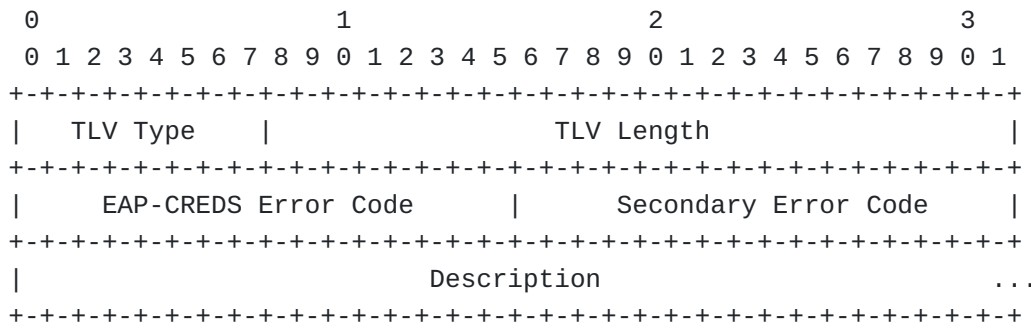 0                   1                   2                   3
 0 1 2 3 4 5 6 7 8 9 0 1 2 3 4 5 6 7 8 9 0 1 2 3 4 5 6 7 8 9 0 1
+-+-+-+-+-+-+-+-+-+-+-+-+-+-+-+-+-+-+-+-+-+-+-+-+-+-+-+-+-+-+-+-+
|   TLV Type    |                  TLV Length                   |
+-+-+-+-+-+-+-+-+-+-+-+-+-+-+-+-+-+-+-+-+-+-+-+-+-+-+-+-+-+-+-+-+
|     EAP-CREDS Error Code      |      Secondary Error Code     |
+-+-+-+-+-+-+-+-+-+-+-+-+-+-+-+-+-+-+-+-+-+-+-+-+-+-+-+-+-+-+-+-+
|                          Description                         ...
+-+-+-+-+-+-+-+-+-+-+-+-+-+-+-+-+-+-+-+-+-+-+-+-+-+-+-+-+-+-+-+-+